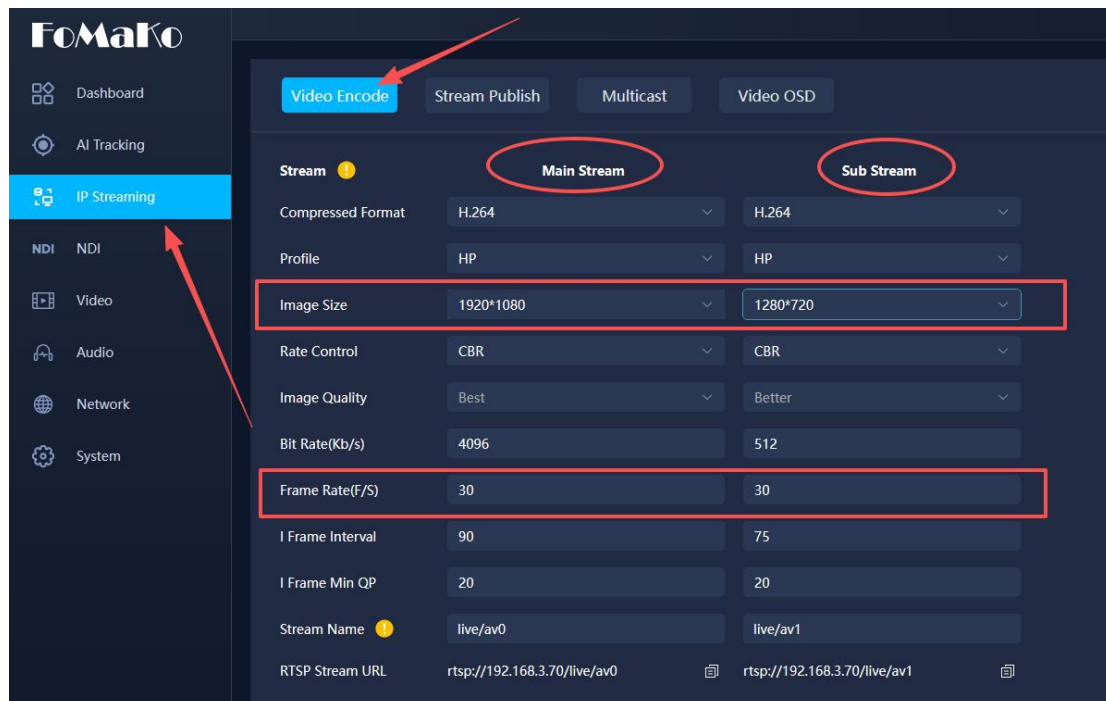 FoMaKo
Dashboard
AI Tracking
IP Streaming
NDI NDI
Video
Audio
Network
System
Video Encode Stream Publish Multicast Video OSD
Stream ! Main Stream Sub Stream
Compressed Format H.264 H.264
Profile HP HP
Image Size 1920*1080 1280*720
Rate Control CBR CBR
Image Quality Best Better
Bit Rate(Kb/s) 4096 512
Frame Rate(F/S) 30 30
I Frame Interval 90 75
I Frame Min QP 20 20
Stream Name ! live/av0 live/av1
RTSP Stream URL rtsp://192.168.3.70/live/av0 rtsp://192.168.3.70/live/av1